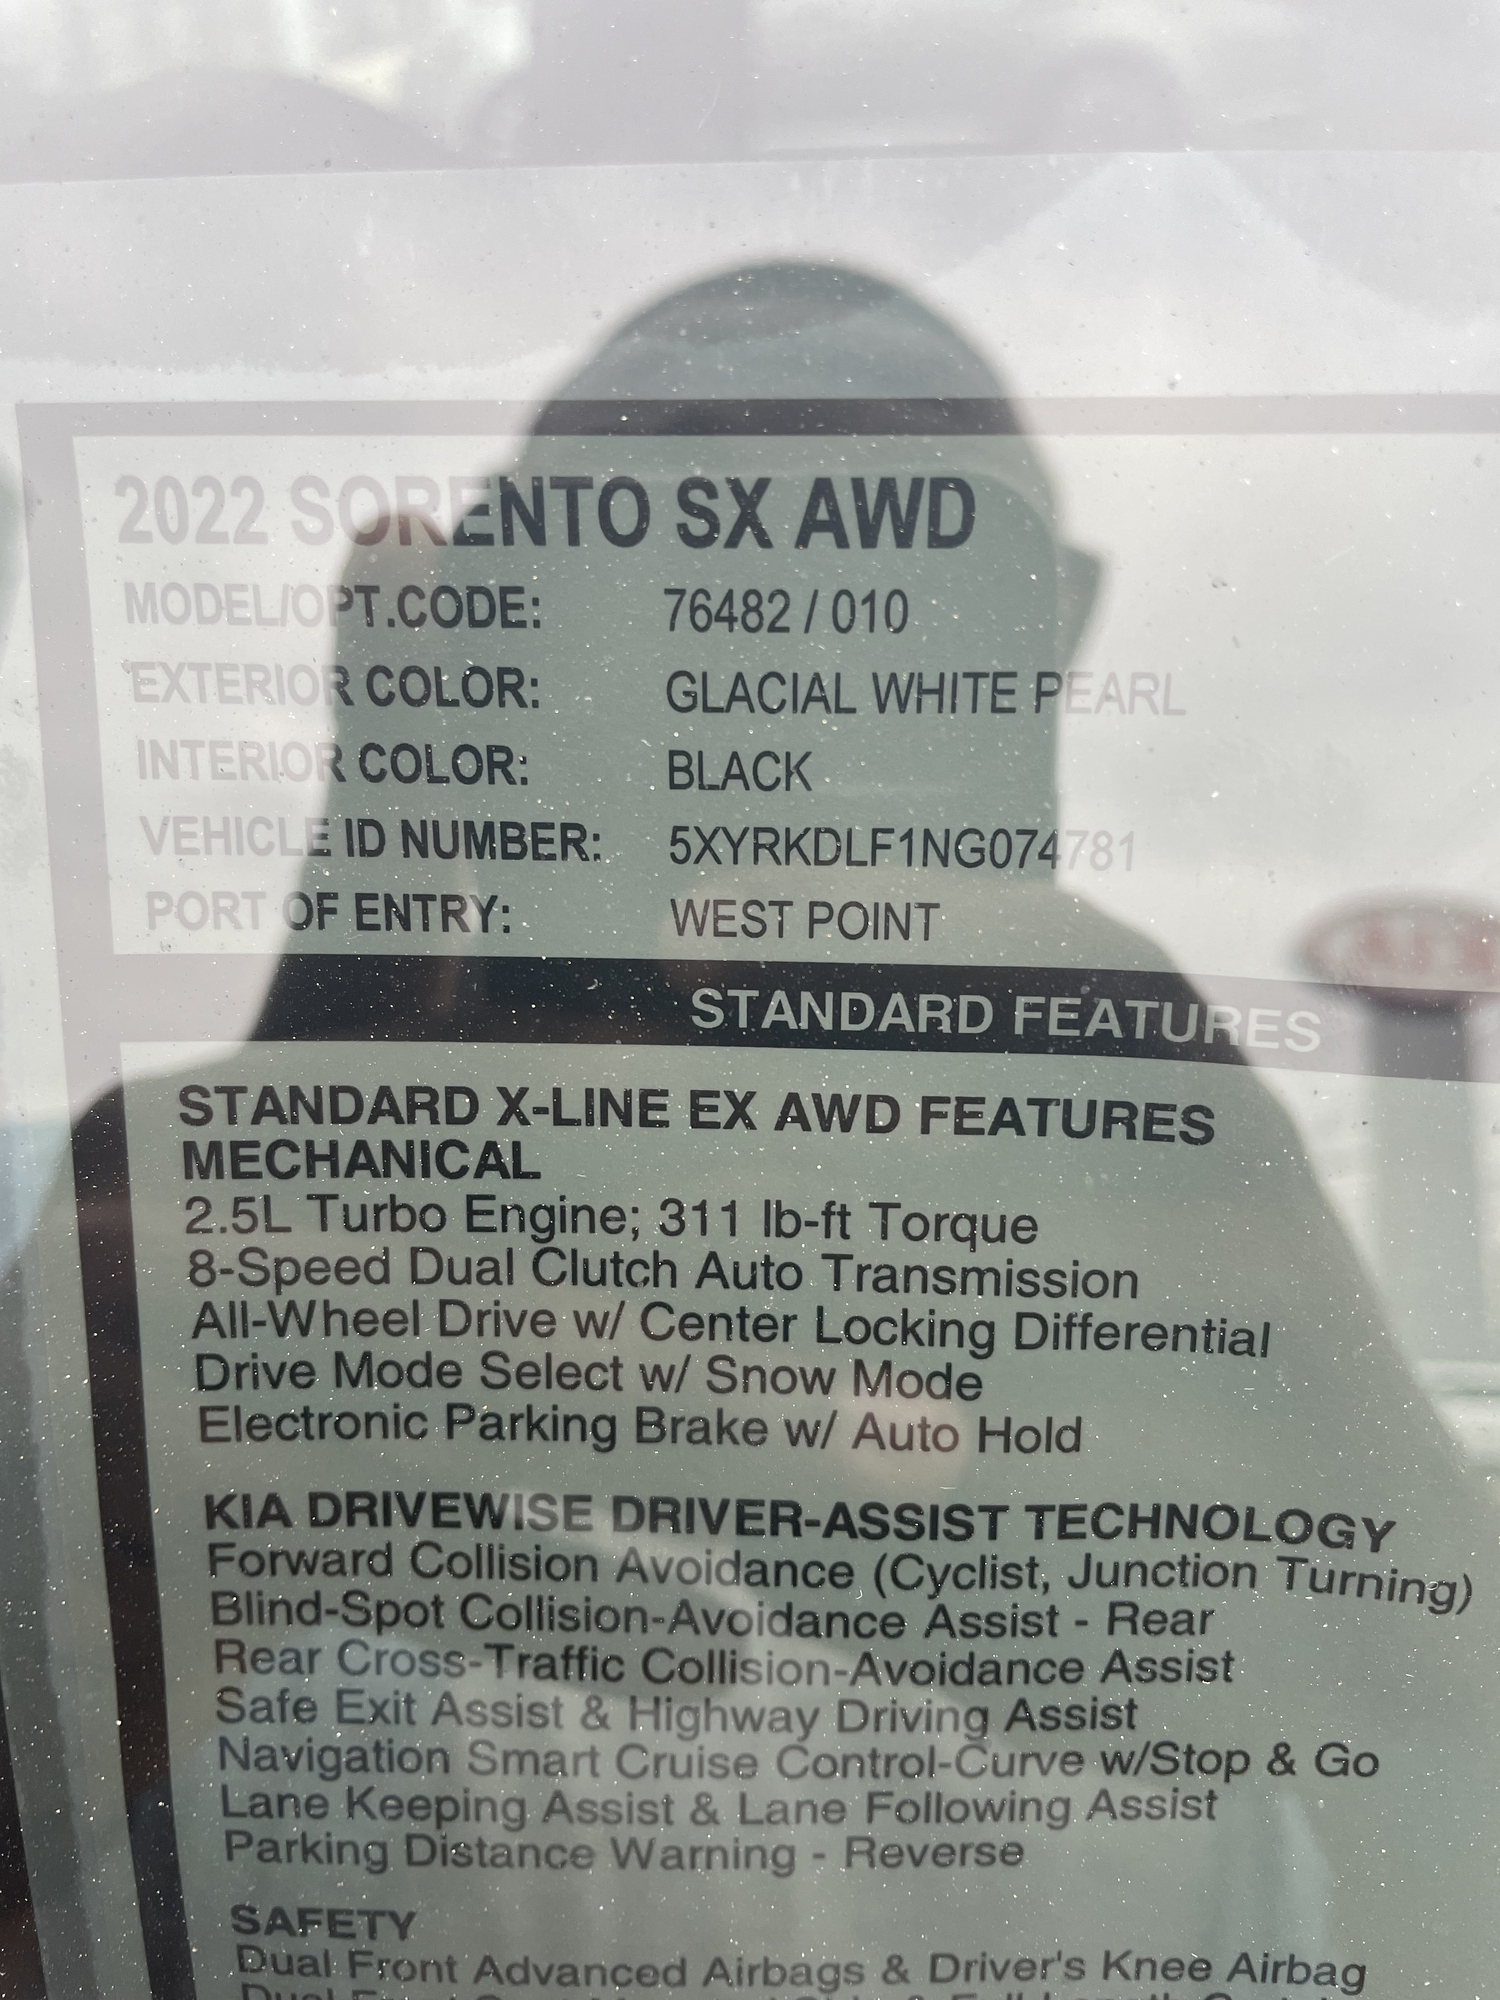 2022 SORENTO SX AWD
MODEL/OPT.CODE: 76482 / 010
EXTERIOR COLOR: GLACIAL WHITE PEARL
INTERIOR COLOR: BLACK
VEHICLE ID NUMBER: 5XYRKDLF1NG074781
PORT OF ENTRY: WEST POINT
STANDARD FEATURES
STANDARD X-LINE EX AWD FEATURES
MECHANICAL
2.5L Turbo Engine; 311 lb-ft Torque
8-Speed Dual Clutch Auto Transmission
All-Wheel Drive w/ Center Locking Differential
Drive Mode Select w/ Snow Mode
Electronic Parking Brake w/ Auto Hold
KIA DRIVEWISE DRIVER-ASSIST TECHNOLOGY
Forward Collision Avoidance (Cyclist, Junction Turning)
Blind-Spot Collision-Avoidance Assist - Rear
Rear Cross-Traffic Collision-Avoidance Assist
Safe Exit Assist & Highway Driving Assist
Navigation Smart Cruise Control-Curve w/Stop & Go
Lane Keeping Assist & Lane Following Assist
Parking Distance Warning - Reverse
SAFETY
Dual Front Advanced Airbags & Driver's Knee Airbag